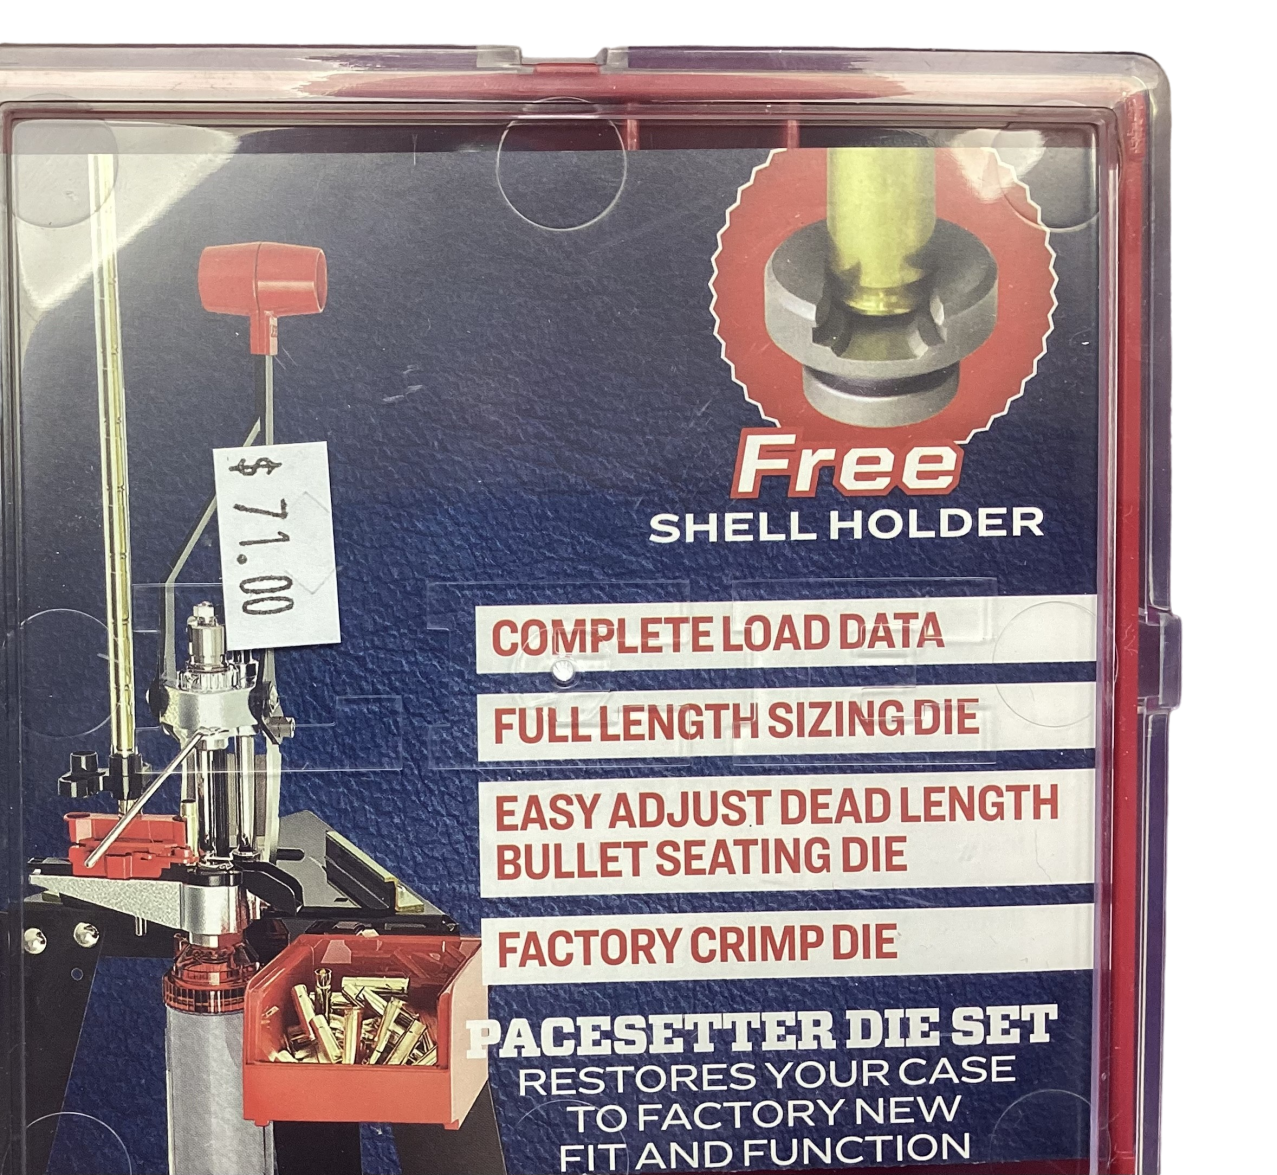 Free
SHELL HOLDER
$ 71.00
COMPLETE LOAD DATA
FULL LENGTH SIZING DIE
EASY ADJUST DEAD LENGTH
BULLET SEATING DIE
FACTORY CRIMP DIE
PACESETTER DIE SET
RESTORES YOUR CASE
TO FACTORY NEW
FIT AND FUNCTION
LEE